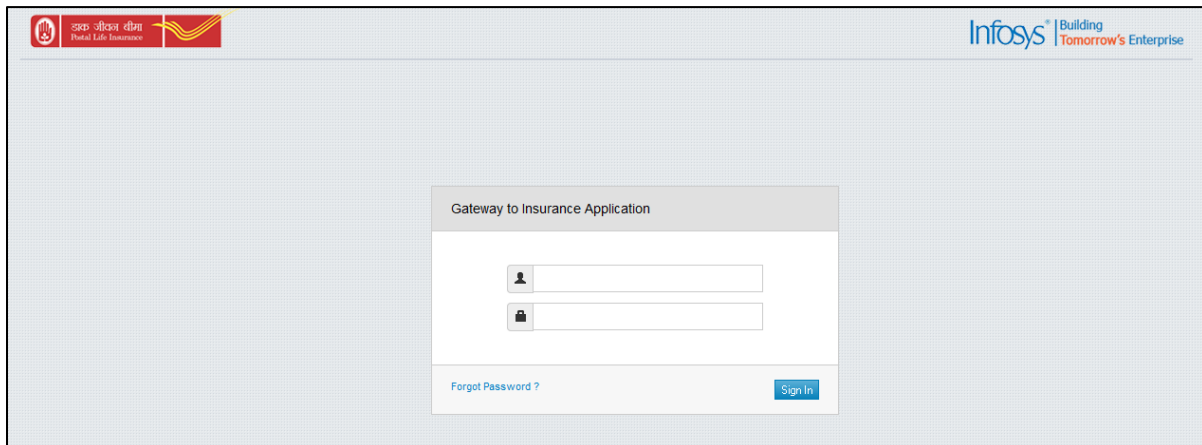 डाक जीवन बीमा
Postal Life Insurance
Infosys® | Building
Tomorrow's Enterprise
Gateway to Insurance Application
Forgot Password ?
Sign In